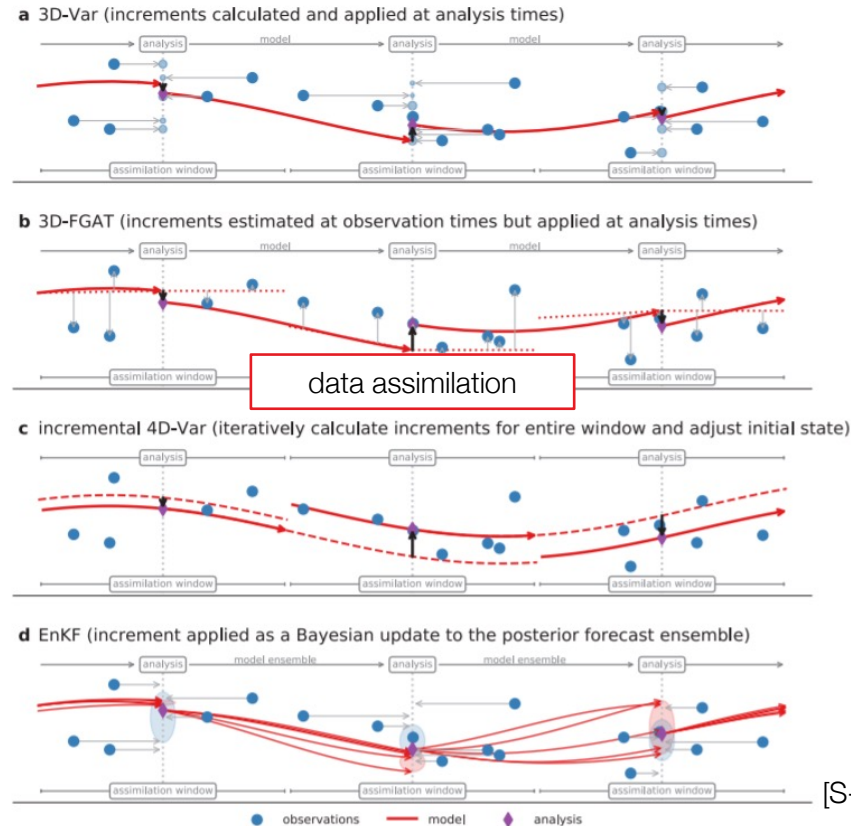 a 3D-Var (increments calculated and applied at analysis times)
analysis model analysis model analysis
assimilation window assimilation window assimilation window
b 3D-FGAT (increments estimated at observation times but applied at analysis times)
analysis model analysis model analysis
assimilation window assimilation window
data assimilation
c incremental 4D-Var (iteratively calculate increments for entire window and adjust initial state)
analysis analysis analysis
assimilation window assimilation window assimilation window
d EnKF (increment applied as a Bayesian update to the posterior forecast ensemble)
analysis model ensemble analysis model ensemble analysis
assimilation window assimilation window assimilation window
[S-
observations model analysis